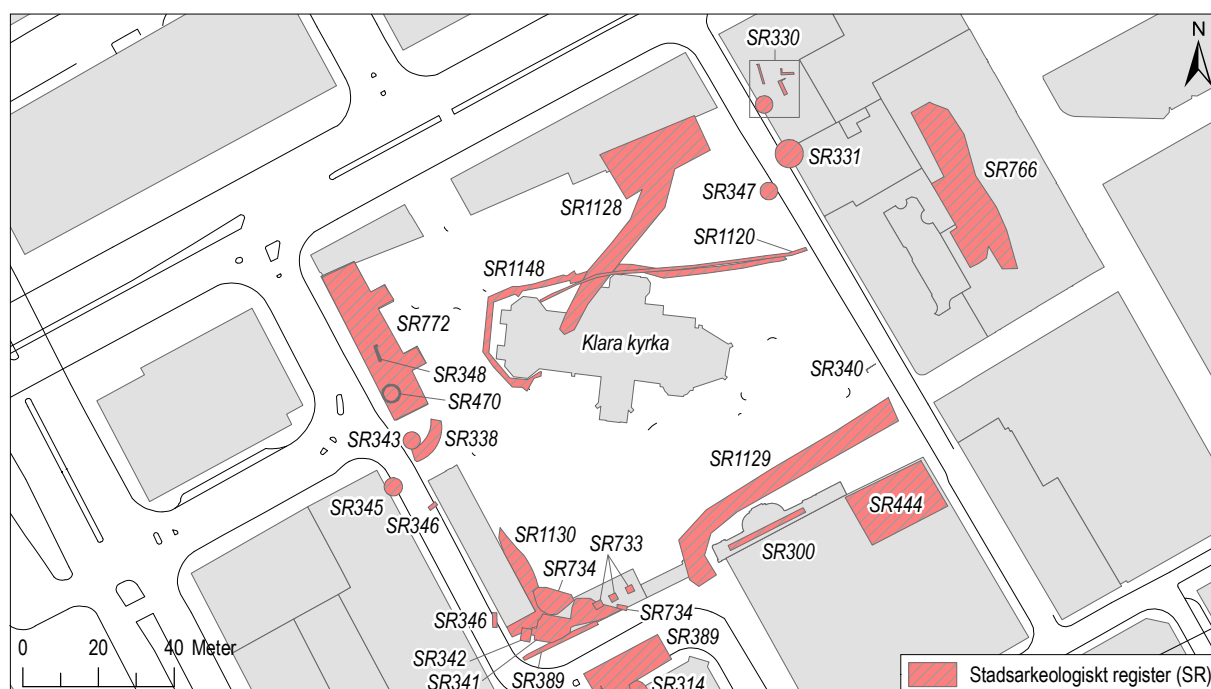 SR330
N
SR331
SR766
SR347
SR1128
SR1120
SR1148
SR772
Klara kyrka
SR348
SR340
SR470
SR343
SR338
SR1129
SR345
SR444
SR346
SR1130
SR733
SR300
SR734
SR346
SR734
SR342
SR389
SR341
SR389
SR314
0 20 40 Meter
Stadsarkeologiskt register (SR)